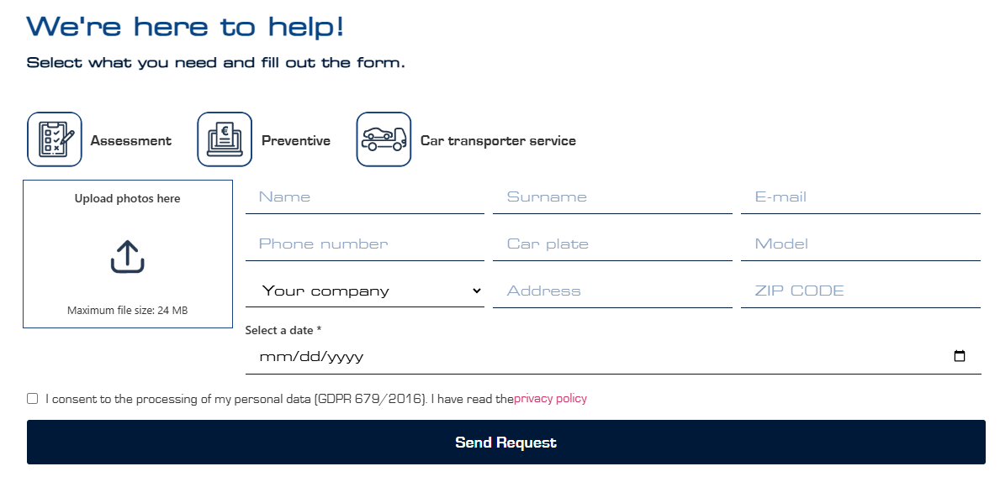 We're here to help!
Select what you need and fill out the form.
Assessment
Preventive
Car transporter service
Upload photos here
Maximum file size: 24 MB
Name
Surname
E-mail
Phone number
Car plate
Model
Your company
Address
ZIP CODE
Select a date *
mm/dd/yyyy
I consent to the processing of my personal data (GDPR 679/2016). I have read theprivacy policy
Send Request